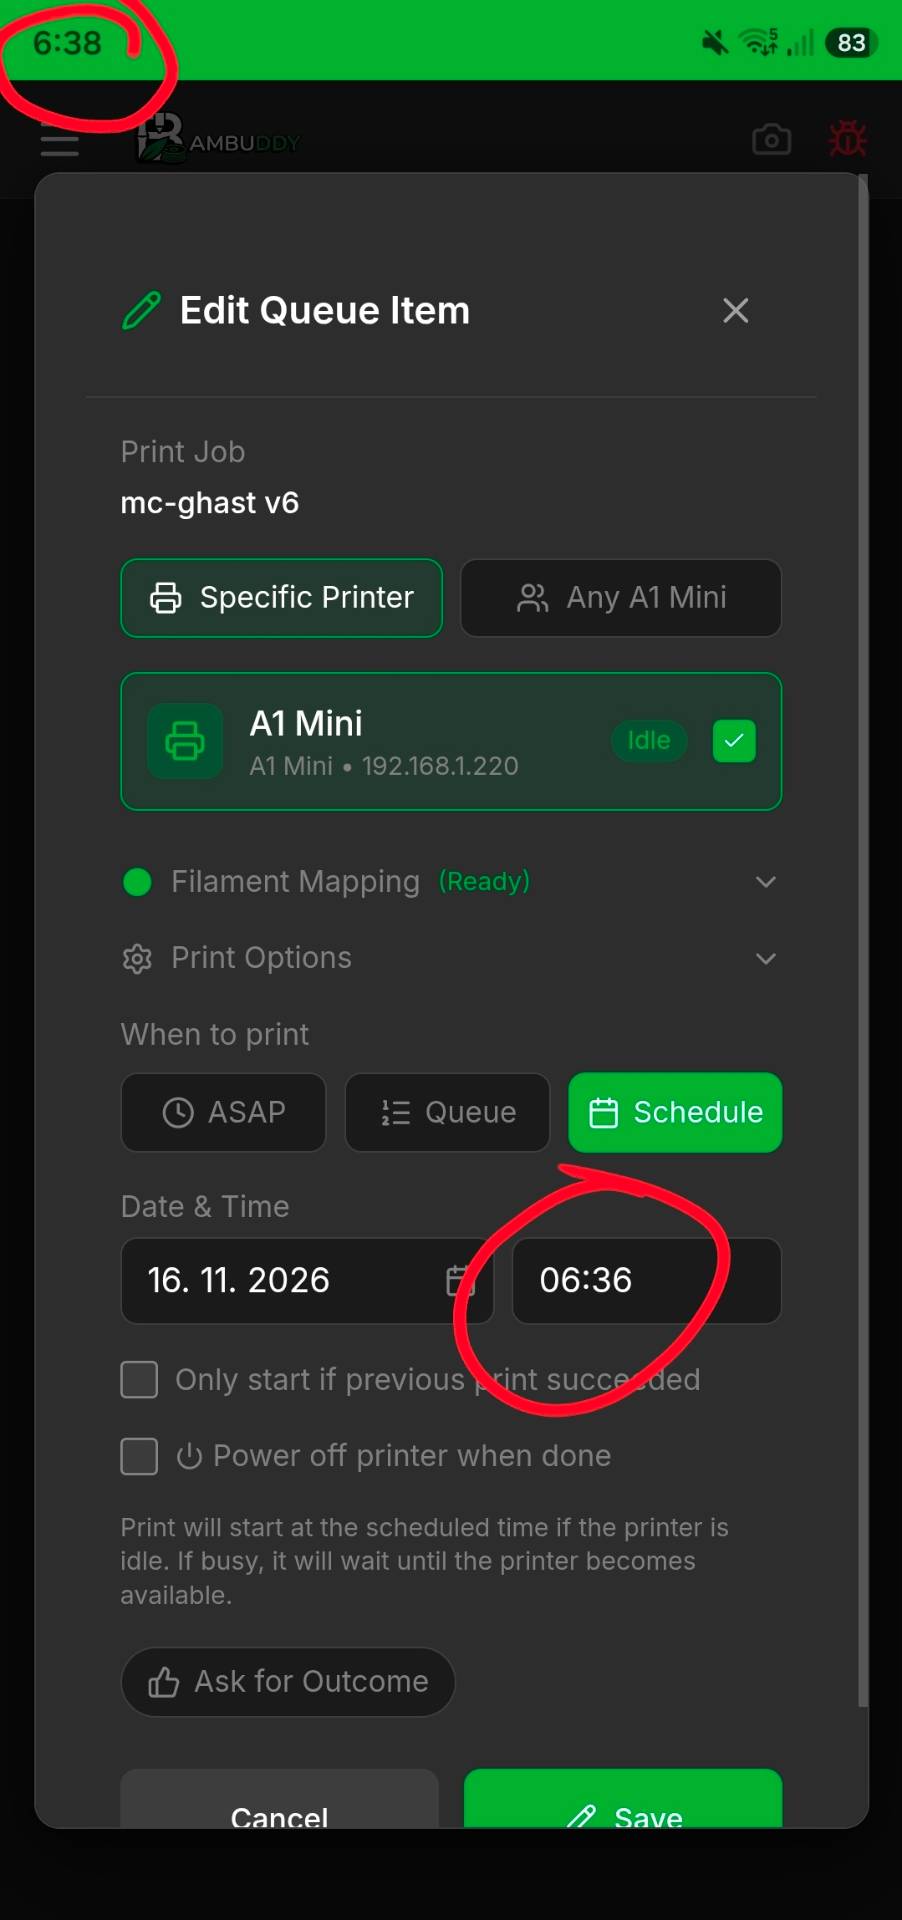 6:38
5
83
BAMBUDDY
Edit Queue Item
Print Job
mc-ghast v6
Specific Printer
Any A1 Mini
A1 Mini
Idle
A1 Mini • 192.168.1.220
Filament Mapping (Ready)
Print Options
When to print
ASAP
Queue
Schedule
Date & Time
16. 11. 2026
06:36
Only start if previous print succeeded
Power off printer when done
Print will start at the scheduled time if the printer is
idle. If busy, it will wait until the printer becomes
available.
Ask for Outcome
Cancel
Save